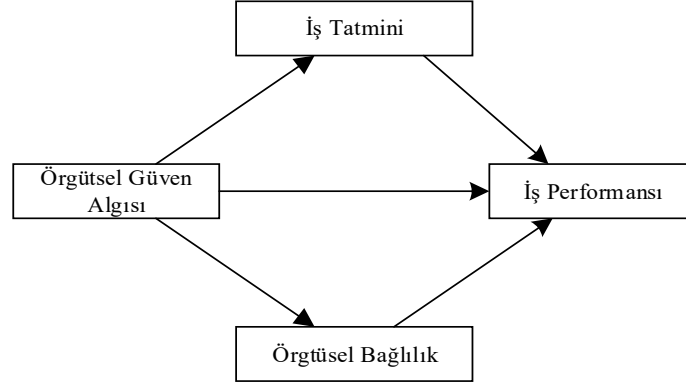 İş Tatmini
Örgütsel Güven
Algısı
İş Performansı
Örgtüsel Bağlılık